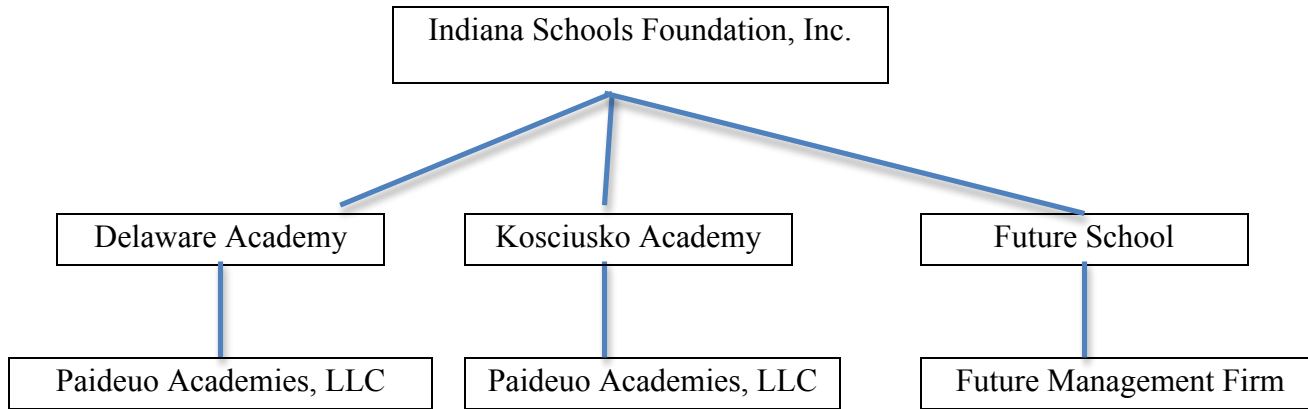 Indiana Schools Foundation, Inc.
Delaware Academy
Kosciusko Academy
Future School
Paideuo Academies, LLC
Paideuo Academies, LLC
Future Management Firm